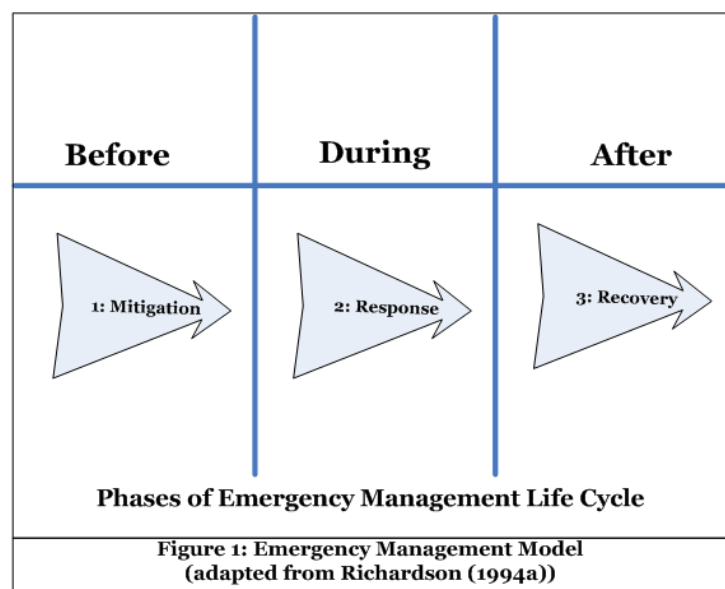 Before
During
After
1: Mitigation
2: Response
3: Recovery
Phases of Emergency Management Life Cycle
Figure 1: Emergency Management Model
(adapted from Richardson (1994a))